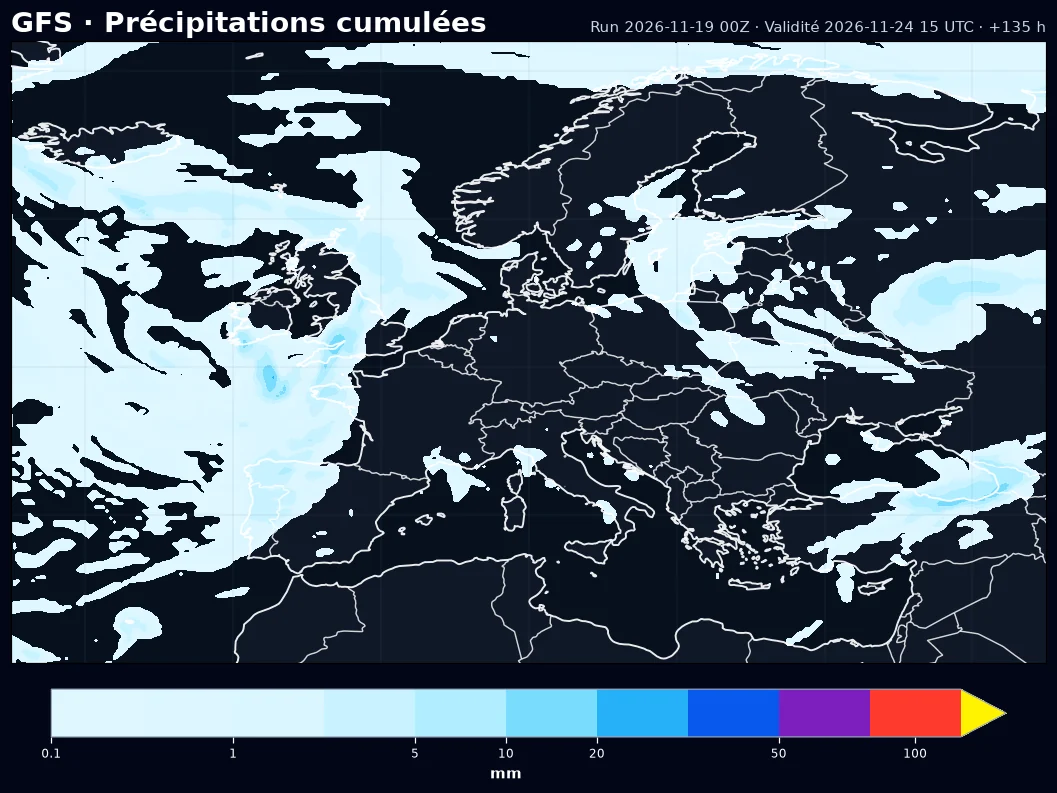 GFS · Précipitations cumulées
Run 2026-11-19 00Z · Validité 2026-11-24 15 UTC · +135 h
0.1 1 5 10 20 50 100
mm